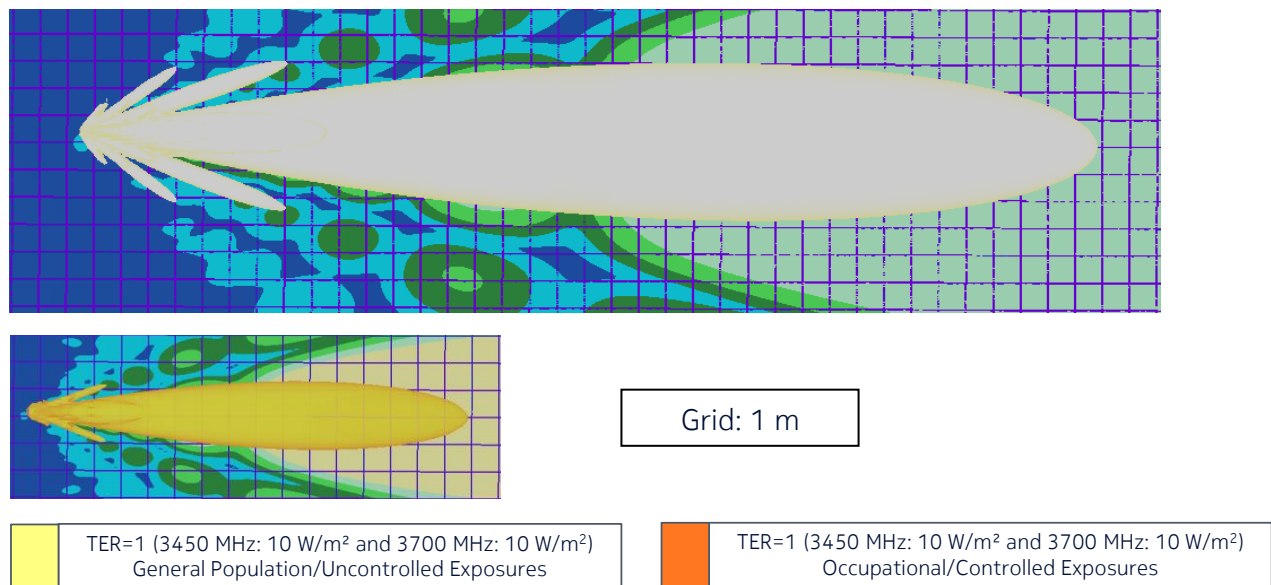 Grid: 1 m
TER=1 (3450 MHz: 10 W/m² and 3700 MHz: 10 W/m²)
General Population/Uncontrolled Exposures
TER=1 (3450 MHz: 10 W/m² and 3700 MHz: 10 W/m²)
Occupational/Controlled Exposures